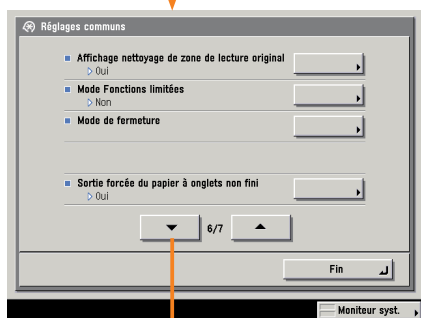 Réglages communs
Affichage nettoyage de zone de lecture original
Oui
Mode Fonctions limitées
Non
Mode de fermeture
Sortie forcée du papier à onglets non fini
Oui
6/7
Fin
Moniteur syst.